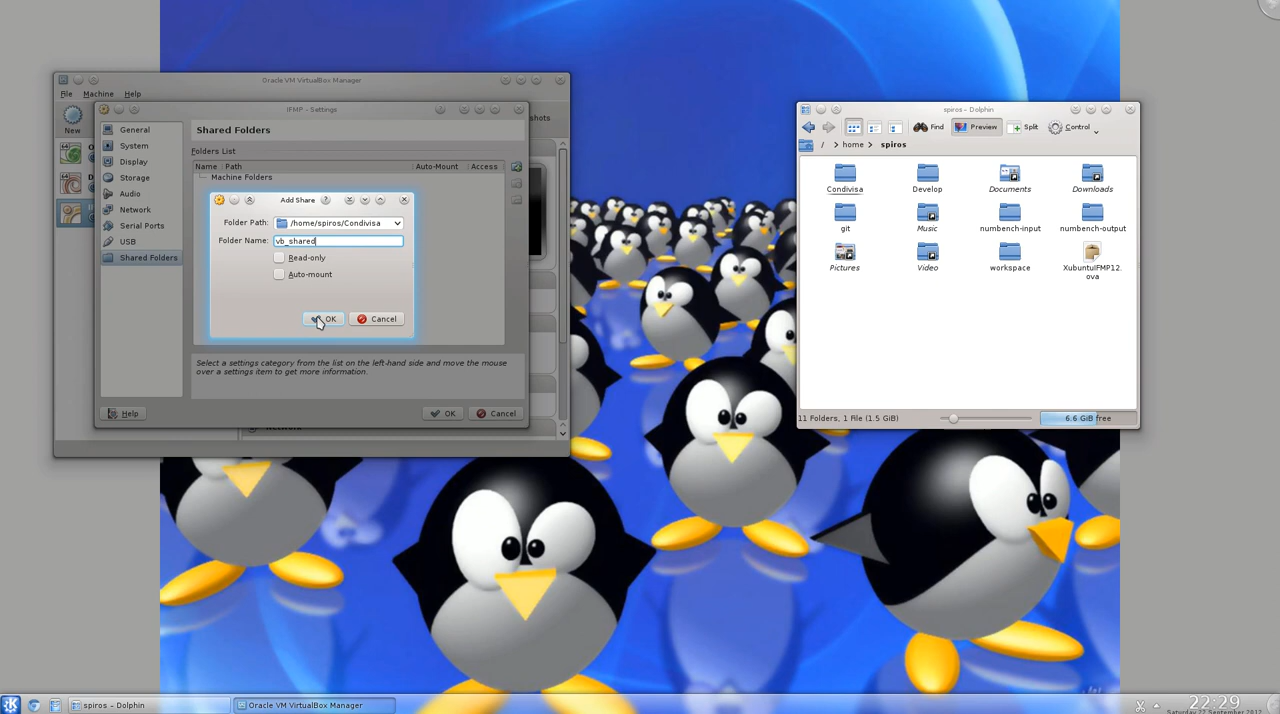 Oracle VM VirtualBox Manager
File Machine Help
New
shots
IFMP - Settings
General
System
Display
Storage
Audio
Network
Serial Ports
USB
Shared Folders
Shared Folders
Folders List
Name Path Auto-Mount Access
Machine Folders
Add Share
Folder Path: /home/spiros/Condivisa
Folder Name: vb_shared
Read-only
Auto-mount
OK Cancel
Select a settings category from the list on the left-hand side and move the mouse
over a settings item to get more information.
Help OK Cancel
spiros – Dolphin
Find Preview Split Control
/ > home > spiros
Condivisa Develop Documents Downloads
git Music numbench-input numbench-output
Pictures Video workspace XubuntuIFMP12.
ova
11 Folders, 1 File (1.5 GiB) 6.6 GiB free
spiros – Dolphin Oracle VM VirtualBox Manager 22:29